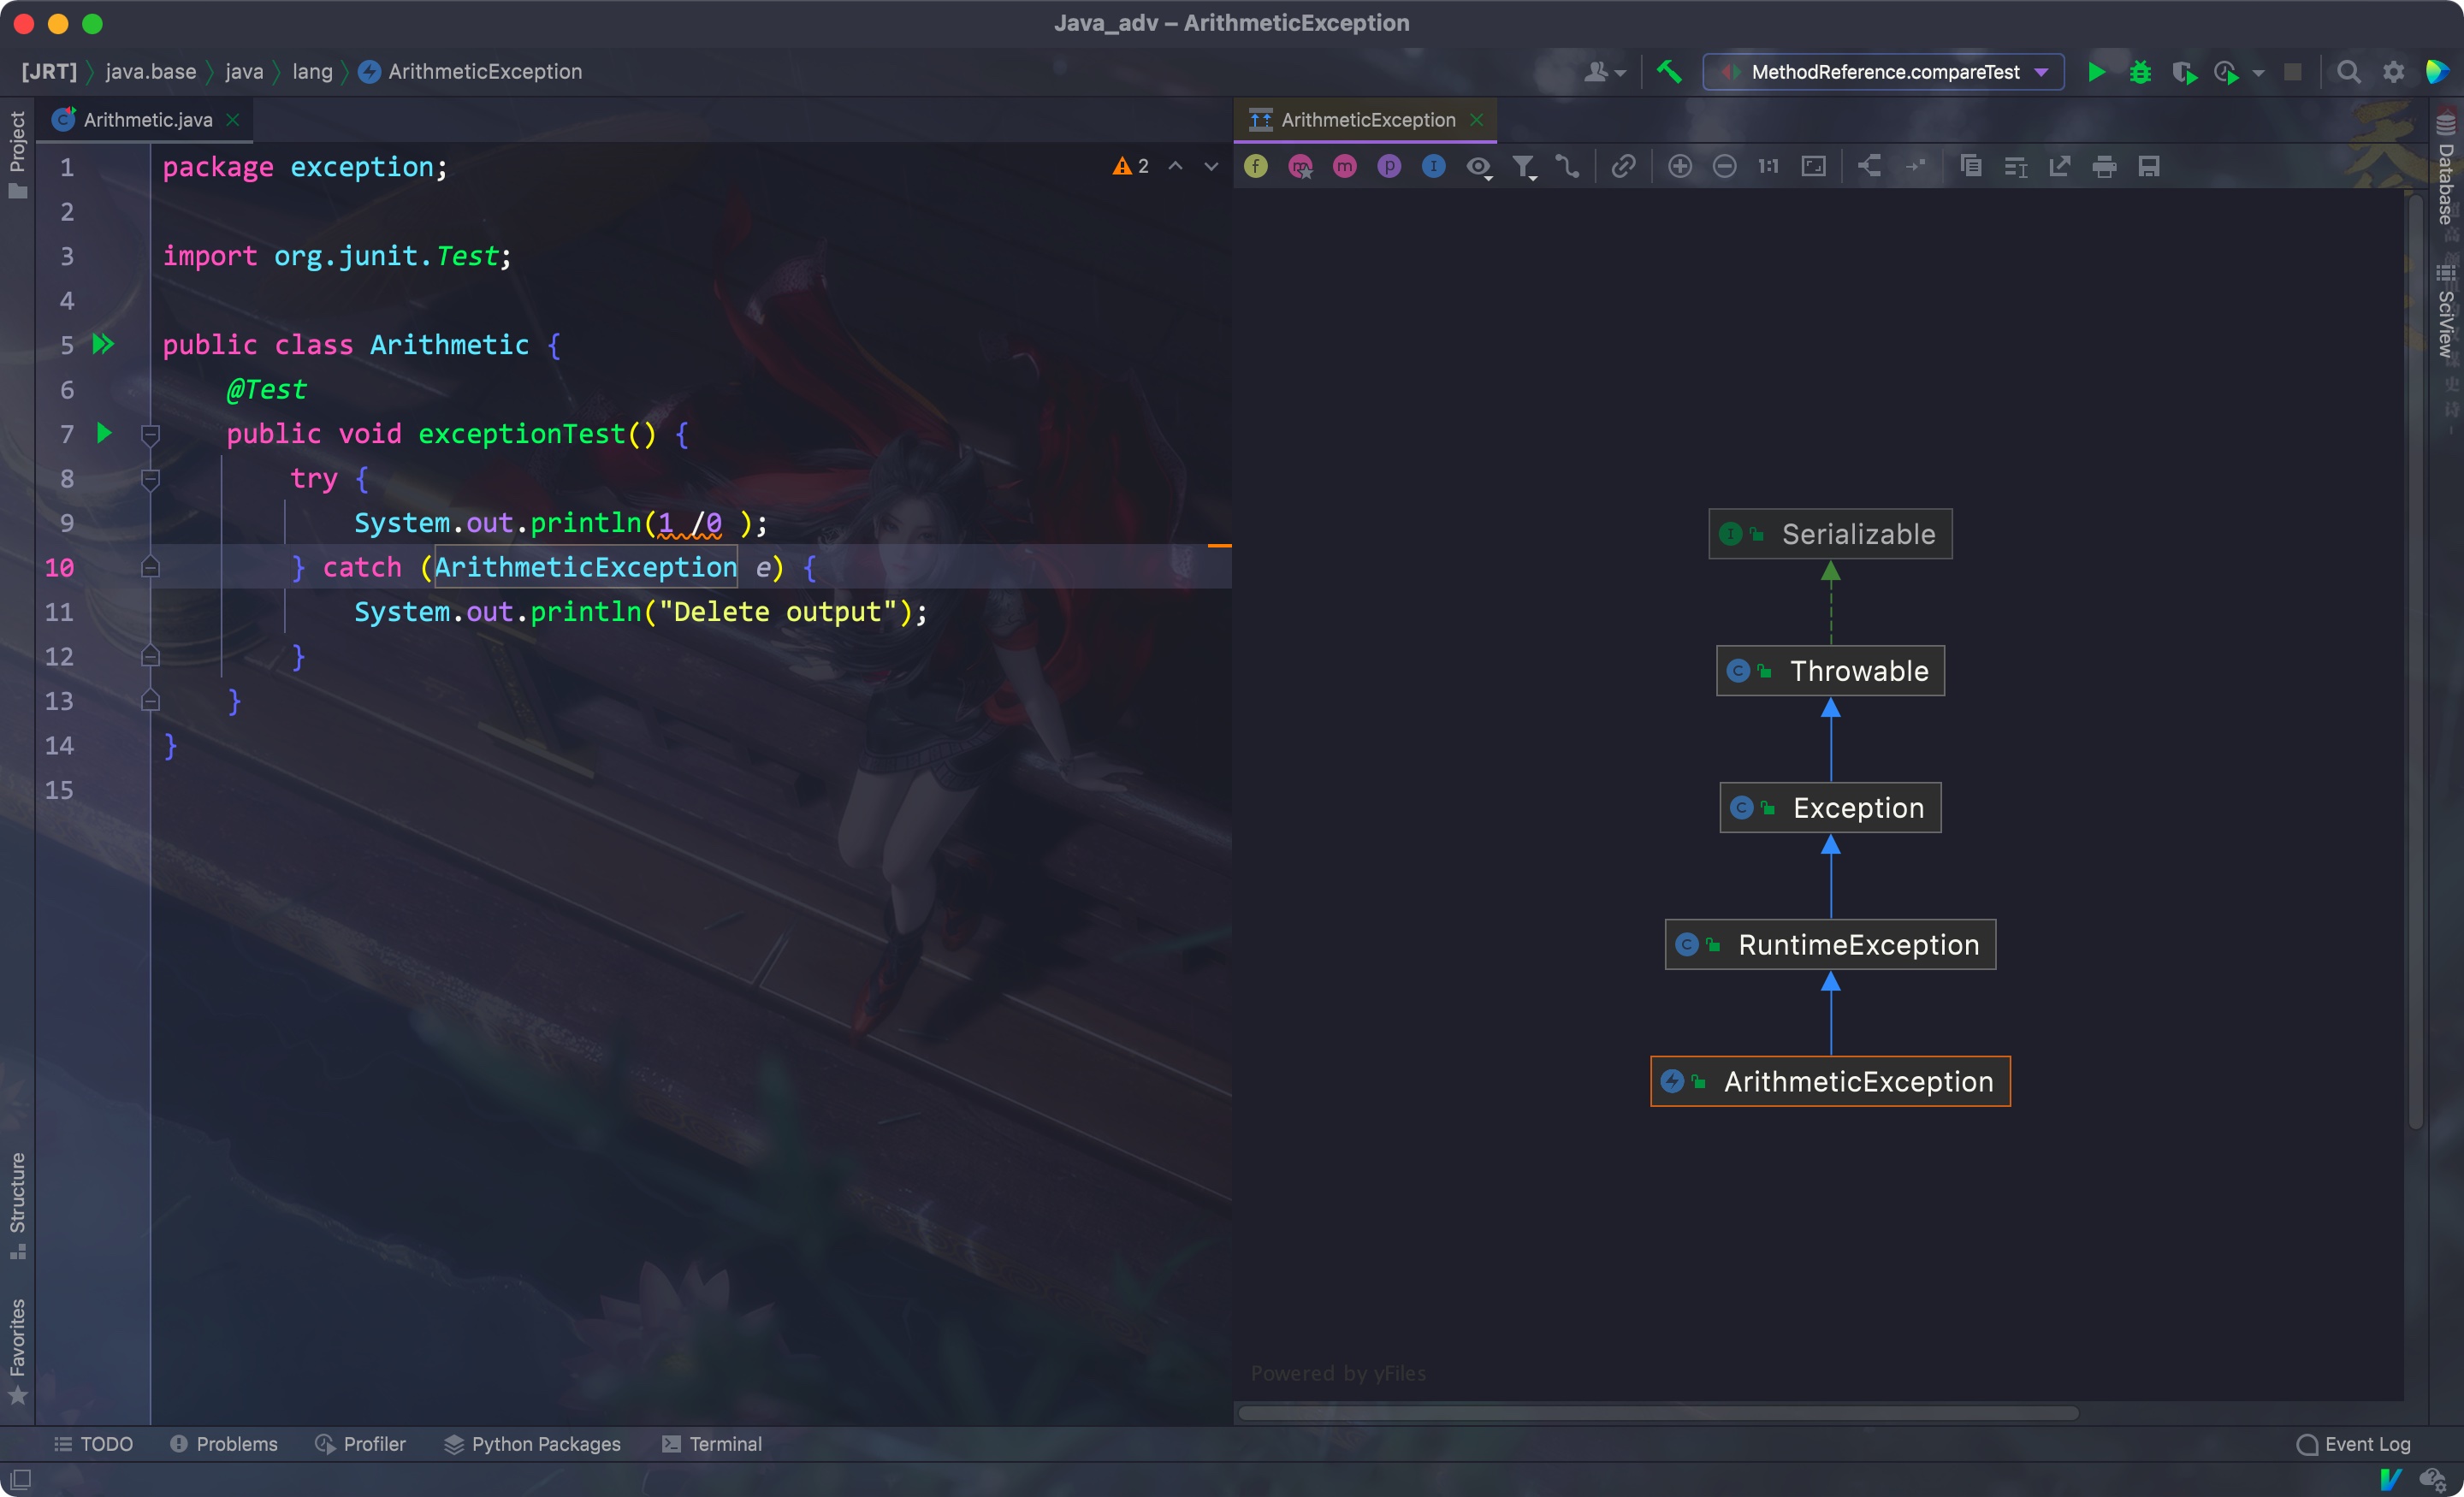 Java_adv – ArithmeticException
[JRT] java.base java lang ArithmeticException
MethodReference.compareTest
Project
Arithmetic.java
2
1 package exception;
2
3 import org.junit.Test;
4
5 public class Arithmetic {
6 @Test
7 public void exceptionTest() {
8 try {
9 System.out.println(1 /0 );
10 } catch (ArithmeticException e) {
11 System.out.println("Delete output");
12 }
13 }
14 }
15
Structure
Favorites
ArithmeticException
1:1
Serializable
Throwable
Exception
RuntimeException
ArithmeticException
Powered by yFiles
Database
SciView
TODO Problems Profiler Python Packages Terminal Event Log